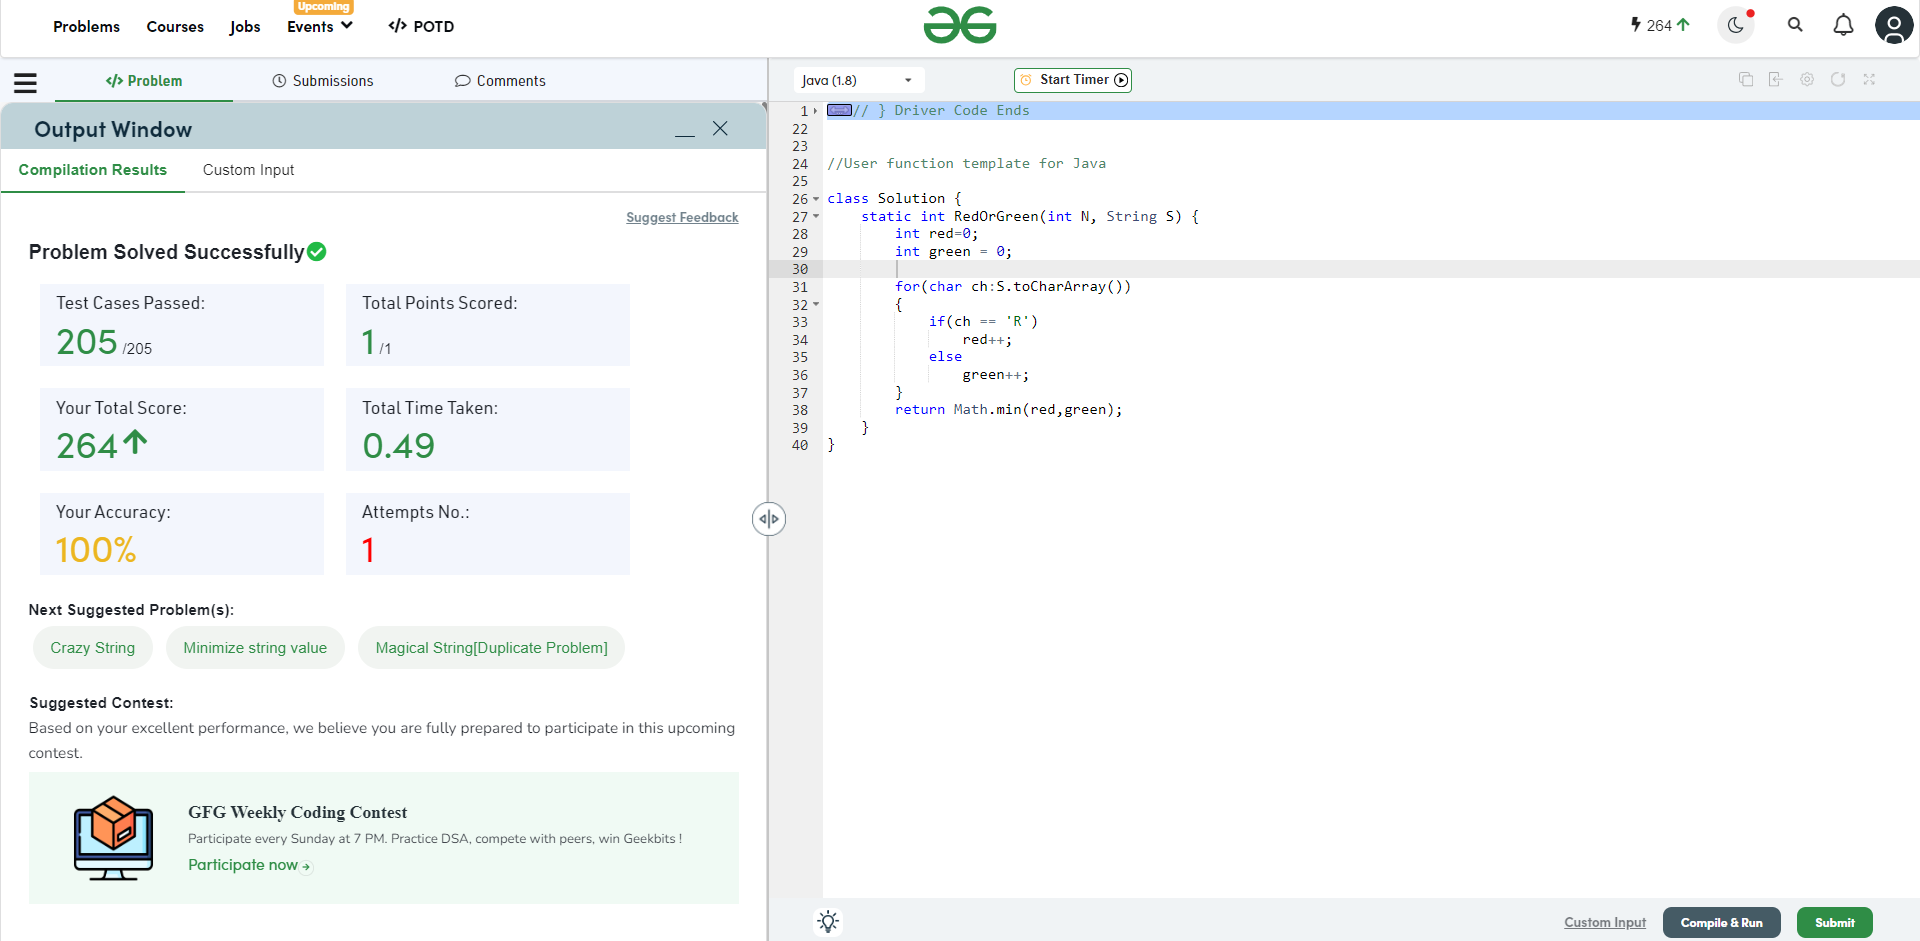 Upcoming
Problems Courses Jobs Events </> POTD 264
</> Problem Submissions Comments
Java (1.8) Start Timer
Output Window
Compilation Results Custom Input
Suggest Feedback
Problem Solved Successfully
Test Cases Passed: Total Points Scored:
205 /205 1 /1
Your Total Score: Total Time Taken:
264 0.49
Your Accuracy: Attempts No.:
100% 1
Next Suggested Problem(s):
Crazy String Minimize string value Magical String[Duplicate Problem]
Suggested Contest:
Based on your excellent performance, we believe you are fully prepared to participate in this upcoming
contest.
GFG Weekly Coding Contest
Participate every Sunday at 7 PM. Practice DSA, compete with peers, win Geekbits !
Participate now
1 // } Driver Code Ends
22
23
24 //User function template for Java
25
26 class Solution {
27 static int RedOrGreen(int N, String S) {
28 int red=0;
29 int green = 0;
30
31 for(char ch:S.toCharArray())
32 {
33 if(ch == 'R')
34 red++;
35 else
36 green++;
37 }
38 return Math.min(red,green);
39 }
40 }
Custom Input Compile & Run Submit